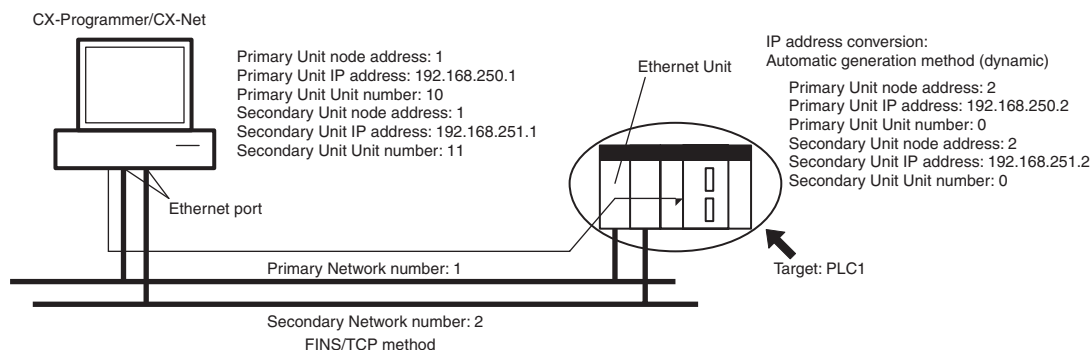 CX-Programmer/CX-Net
Primary Unit node address: 1
Primary Unit IP address: 192.168.250.1
Primary Unit Unit number: 10
Secondary Unit node address: 1
Secondary Unit IP address: 192.168.251.1
Secondary Unit Unit number: 11
Ethernet port
Ethernet Unit
IP address conversion:
Automatic generation method (dynamic)
Primary Unit node address: 2
Primary Unit IP address: 192.168.250.2
Primary Unit Unit number: 0
Secondary Unit node address: 2
Secondary Unit IP address: 192.168.251.2
Secondary Unit Unit number: 0
Target: PLC1
Primary Network number: 1
Secondary Network number: 2
FINS/TCP method